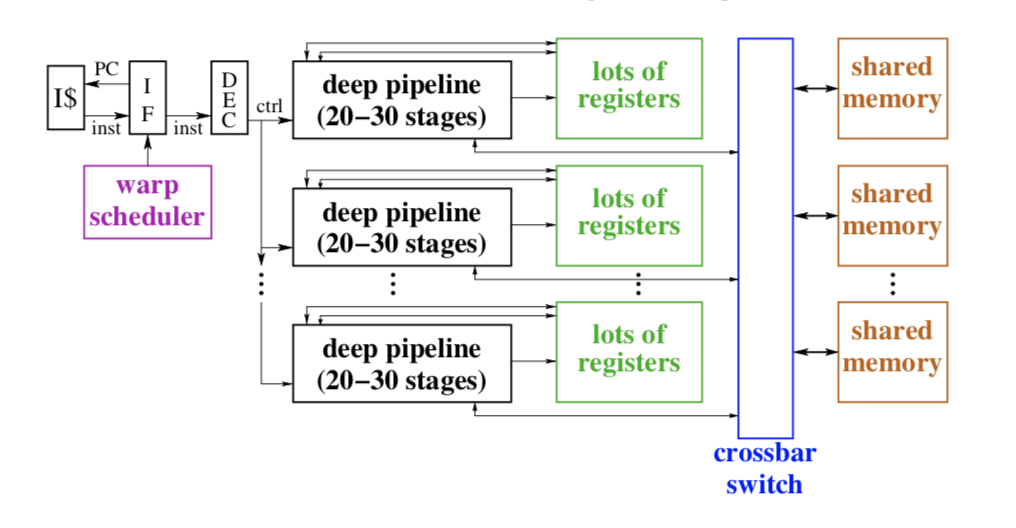 I$
PC
inst
I
F
inst
D
E
C
ctrl
warp
scheduler
deep pipeline
(20−30 stages)
lots of
registers
shared
memory
deep pipeline
(20−30 stages)
lots of
registers
shared
memory
deep pipeline
(20−30 stages)
lots of
registers
shared
memory
crossbar
switch